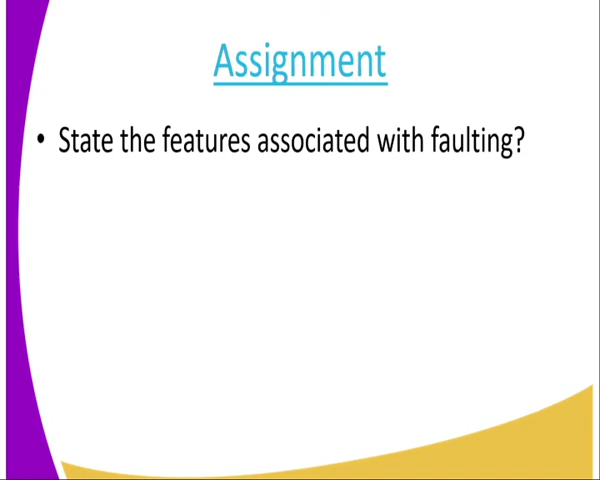 Assignment
• State the features associated with faulting?